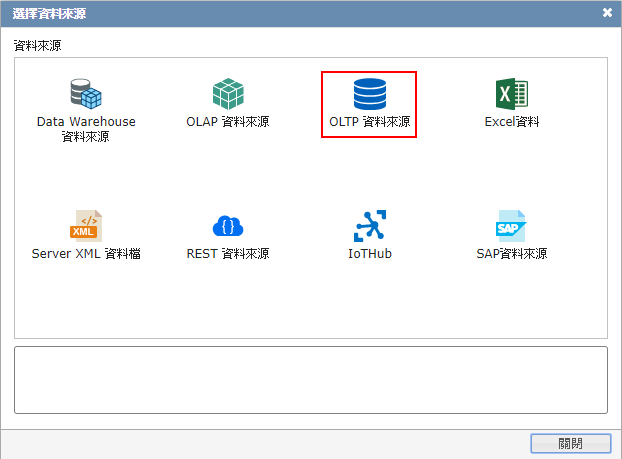 選擇資料來源
資料來源
Data Warehouse
資料來源
OLAP 資料來源
OLTP 資料來源
Excel資料
XML
Server XML 資料檔
REST 資料來源
IoTHub
SAP
SAP資料來源
關閉